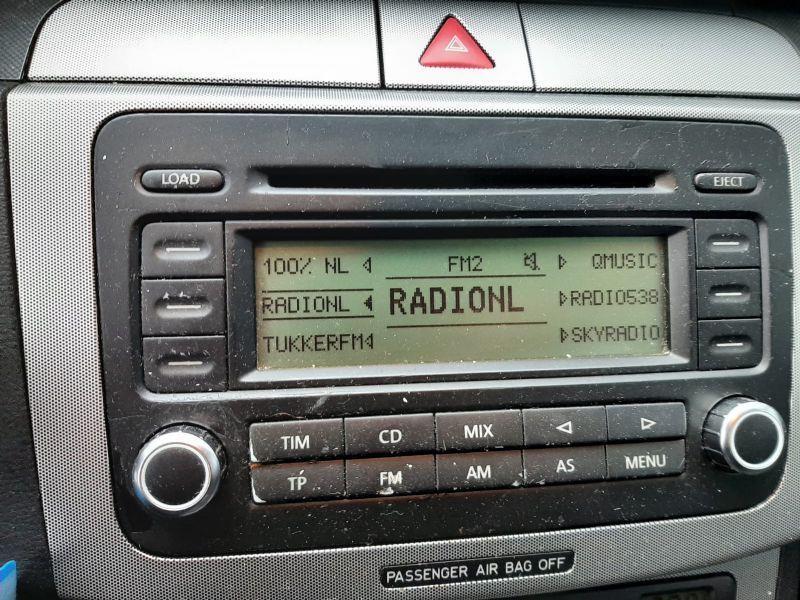 LOAD
EJECT
100% NL FM2 QMUSIC
RADIONL RADIONL RADIO538
TUKKERFM SKYRADIO
TIM CD MIX
TP FM AM AS MENU
PASSENGER AIR BAG OFF